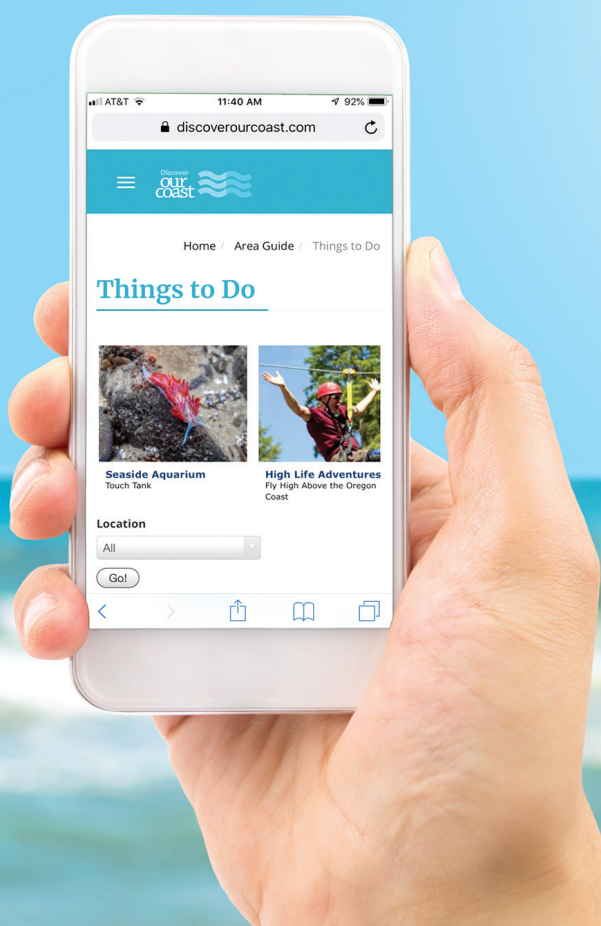 AT&T 11:40 AM 92%
discoverourcoast.com
Discover
our
coast
Home / Area Guide / Things to Do
Things to Do
Seaside Aquarium
Touch Tank
High Life Adventures
Fly High Above the Oregon
Coast
Location
All
Go!